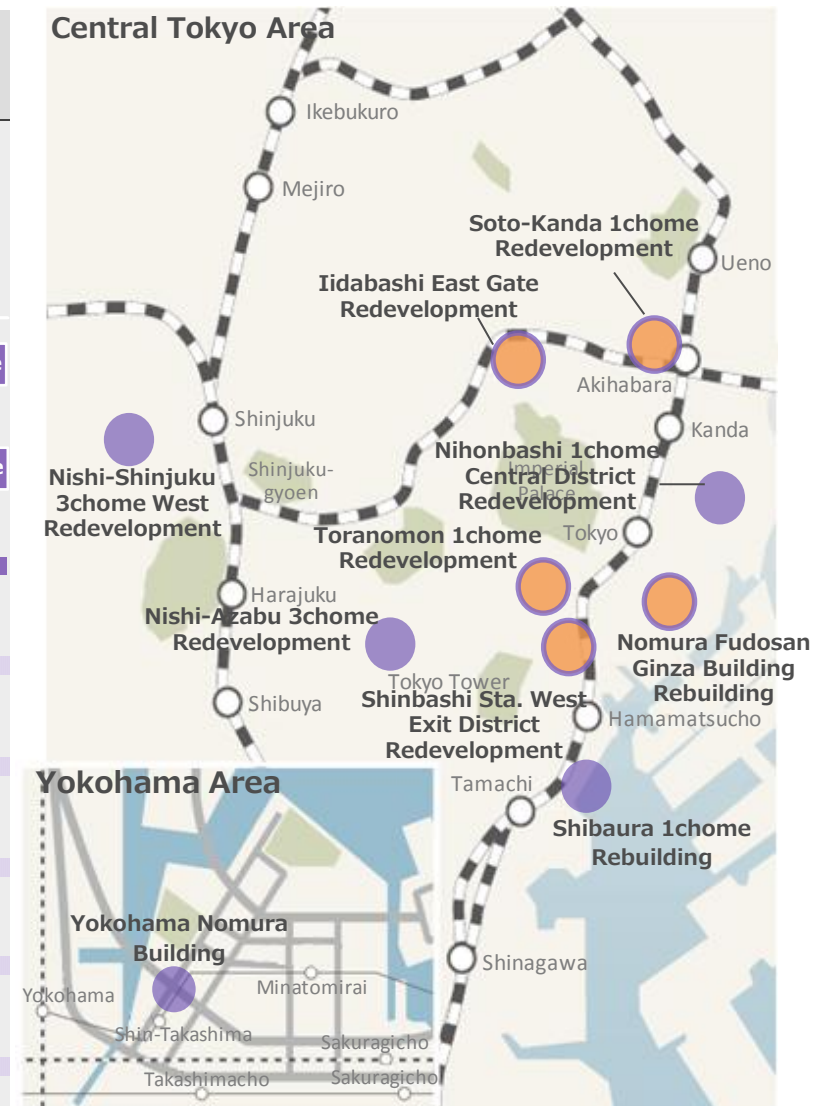 Central Tokyo Area
Ikebukuro
Mejiro
Soto-Kanda 1chome
Redevelopment
Ueno
Iidabashi East Gate
Redevelopment
Akihabara
Shinjuku
Kanda
Nishi-Shinjuku
3chome West
Redevelopment
Shinjuku-
gyoen
Nihonbashi 1chome
Central District
Redevelopment
Imperial
Palace
Toranomon 1chome
Redevelopment
Tokyo
Harajuku
Nishi-Azabu 3chome
Redevelopment
Nomura Fudosan
Ginza Building
Rebuilding
Tokyo Tower
Shinbashi Sta. West
Exit District
Redevelopment
Shibuya
Hamamatsucho
Tamachi
Shibaura 1chome
Rebuilding
Shinagawa
Yokohama Area
Yokohama Nomura
Building
Yokohama
Minatomirai
Shin-Takashima
Sakuragicho
Takashimacho
Sakuragicho